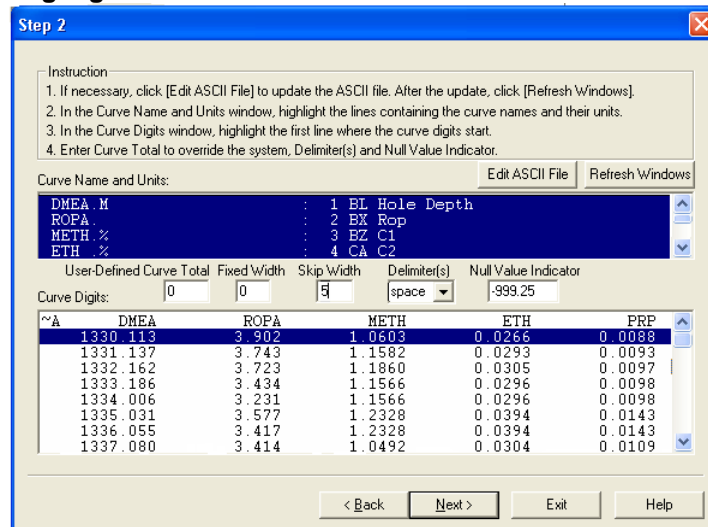 Step 2
Instruction
1. If necessary, click [Edit ASCII File] to update the ASCII file. After the update, click [Refresh Windows].
2. In the Curve Name and Units window, highlight the lines containing the curve names and their units.
3. In the Curve Digits window, highlight the first line where the curve digits start.
4. Enter Curve Total to override the system, Delimiter(s) and Null Value Indicator.
Edit ASCII File Refresh Windows
Curve Name and Units:
DMEA.M : 1 BL Hole Depth
ROPA. : 2 BX Rop
METH.% : 3 BZ C1
ETH .% : 4 CA C2
User-Defined Curve Total Fixed Width Skip Width Delimiter(s) Null Value Indicator
Curve Digits: 0 0 5 space -999.25
~A DMEA ROPA METH ETH PRP
1330.113 3.902 1.0603 0.0266 0.0088
1331.137 3.743 1.1582 0.0293 0.0093
1332.162 3.723 1.1860 0.0305 0.0097
1333.186 3.434 1.1566 0.0296 0.0098
1334.006 3.231 1.1566 0.0296 0.0098
1335.031 3.577 1.2328 0.0394 0.0143
1336.055 3.417 1.2328 0.0394 0.0143
1337.080 3.414 1.0492 0.0304 0.0109
< Back Next > Exit Help